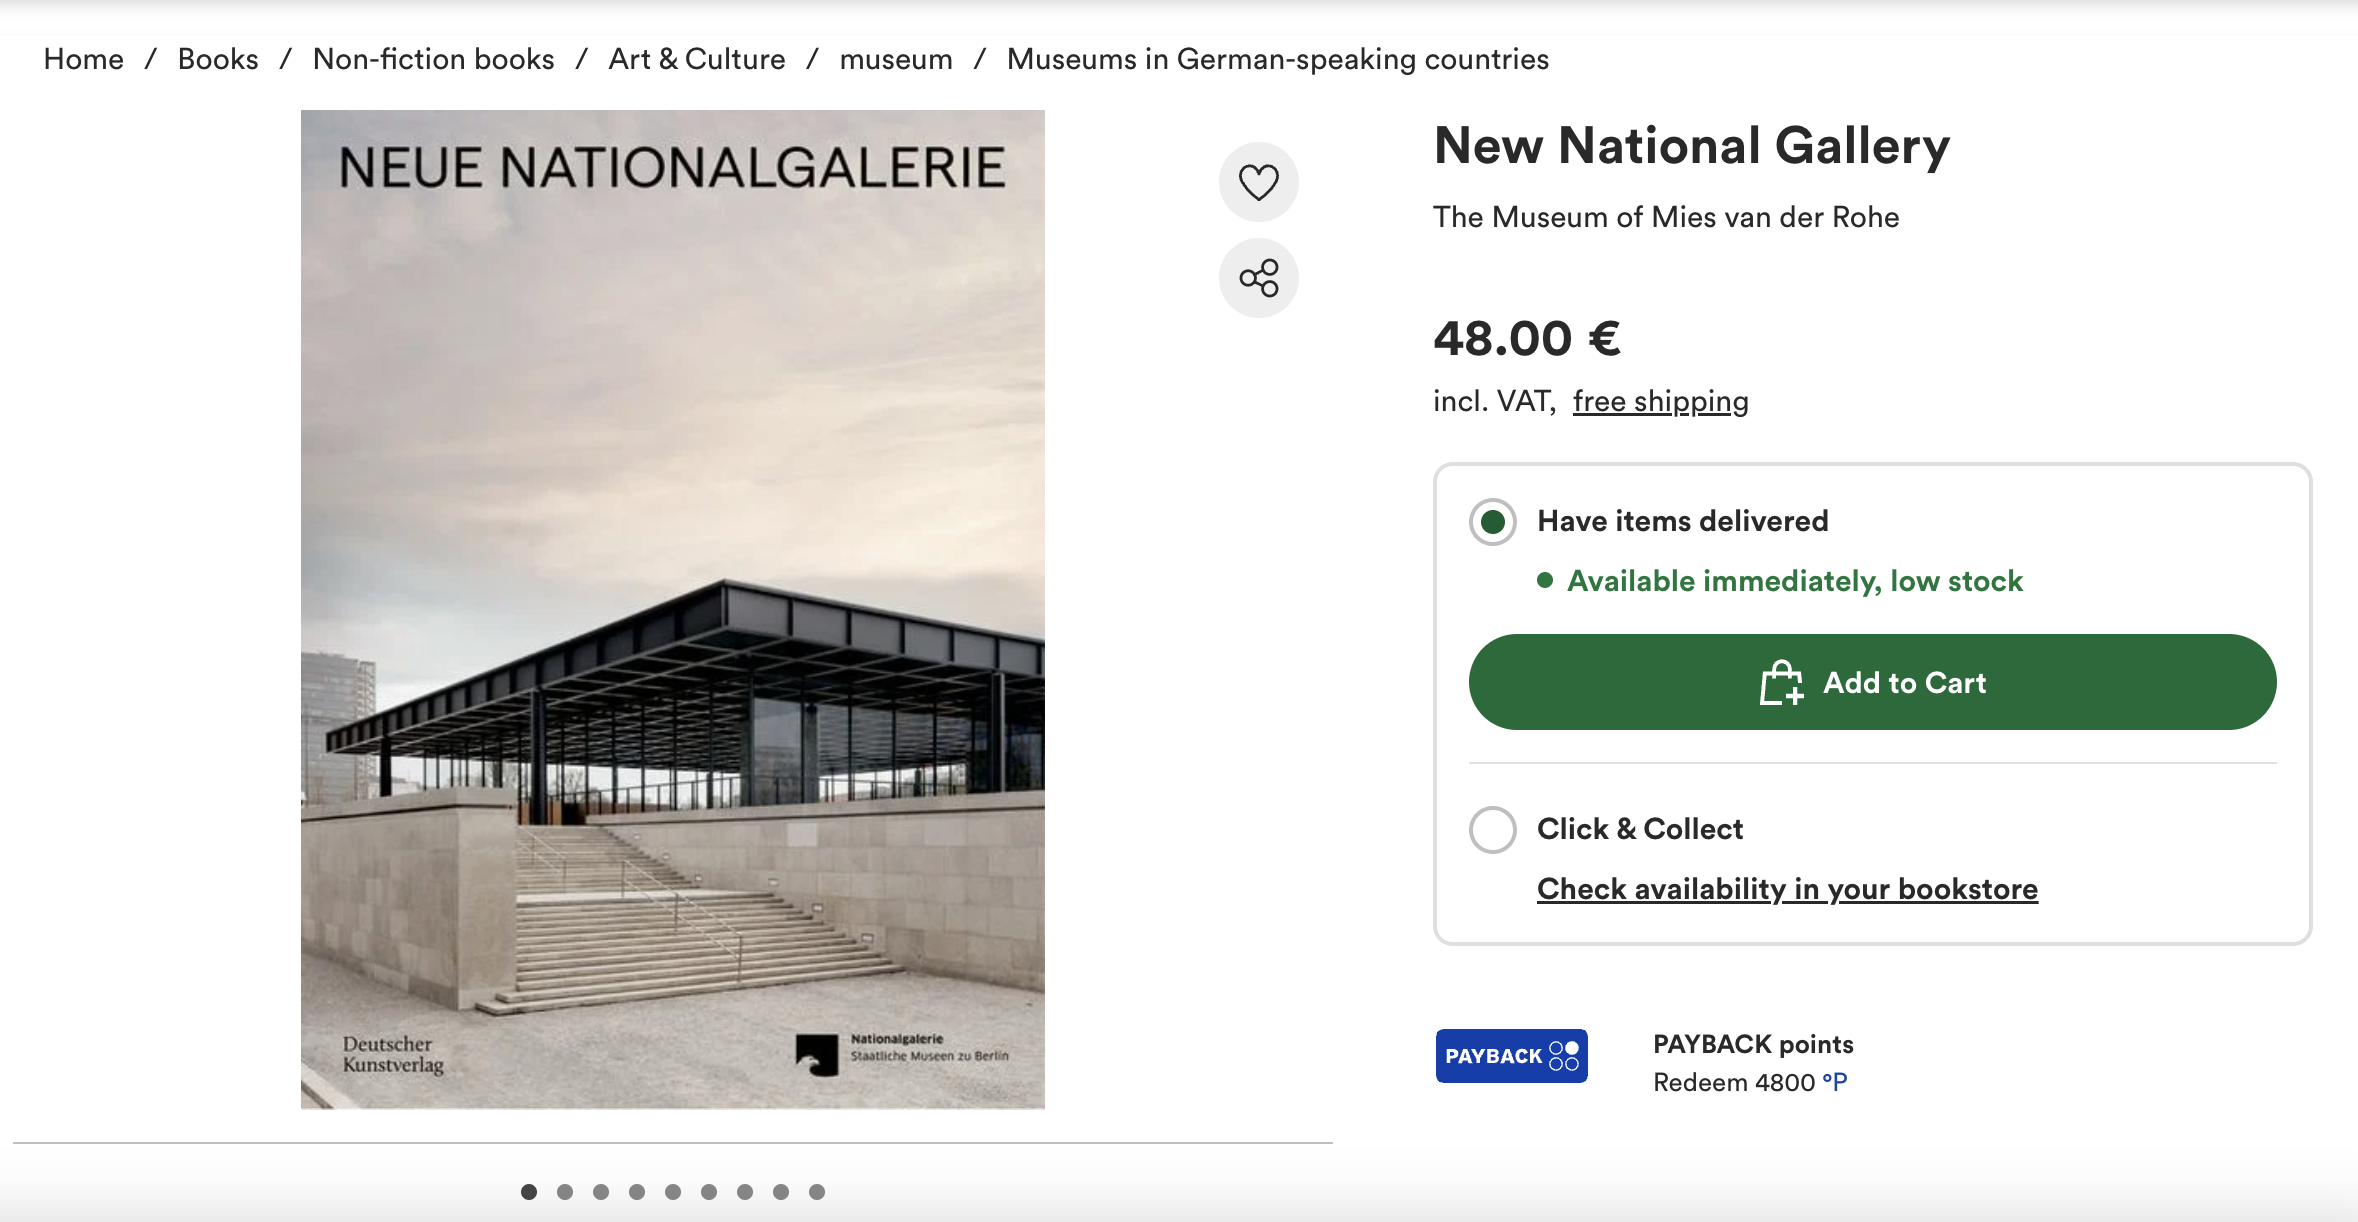 Home / Books / Non-fiction books / Art & Culture / museum / Museums in German-speaking countries
NEUE NATIONALGALERIE
Deutscher
Kunstverlag
Nationalgalerie
Staatliche Museen zu Berlin
New National Gallery
The Museum of Mies van der Rohe
48.00 €
incl. VAT, free shipping
Have items delivered
Available immediately, low stock
Add to Cart
Click & Collect
Check availability in your bookstore
PAYBACK
PAYBACK points
Redeem 4800 °P